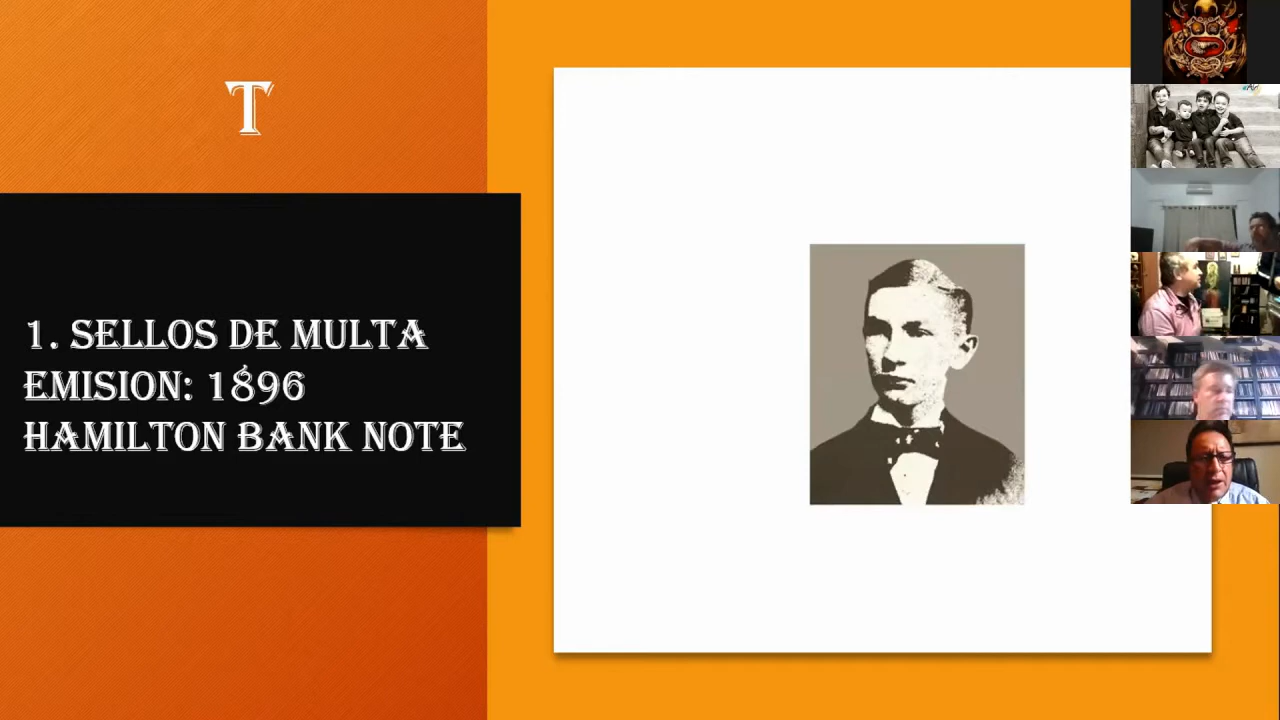 T
1. SELLOS DE MULTA
EMISION: 1896
HAMILTON BANK NOTE